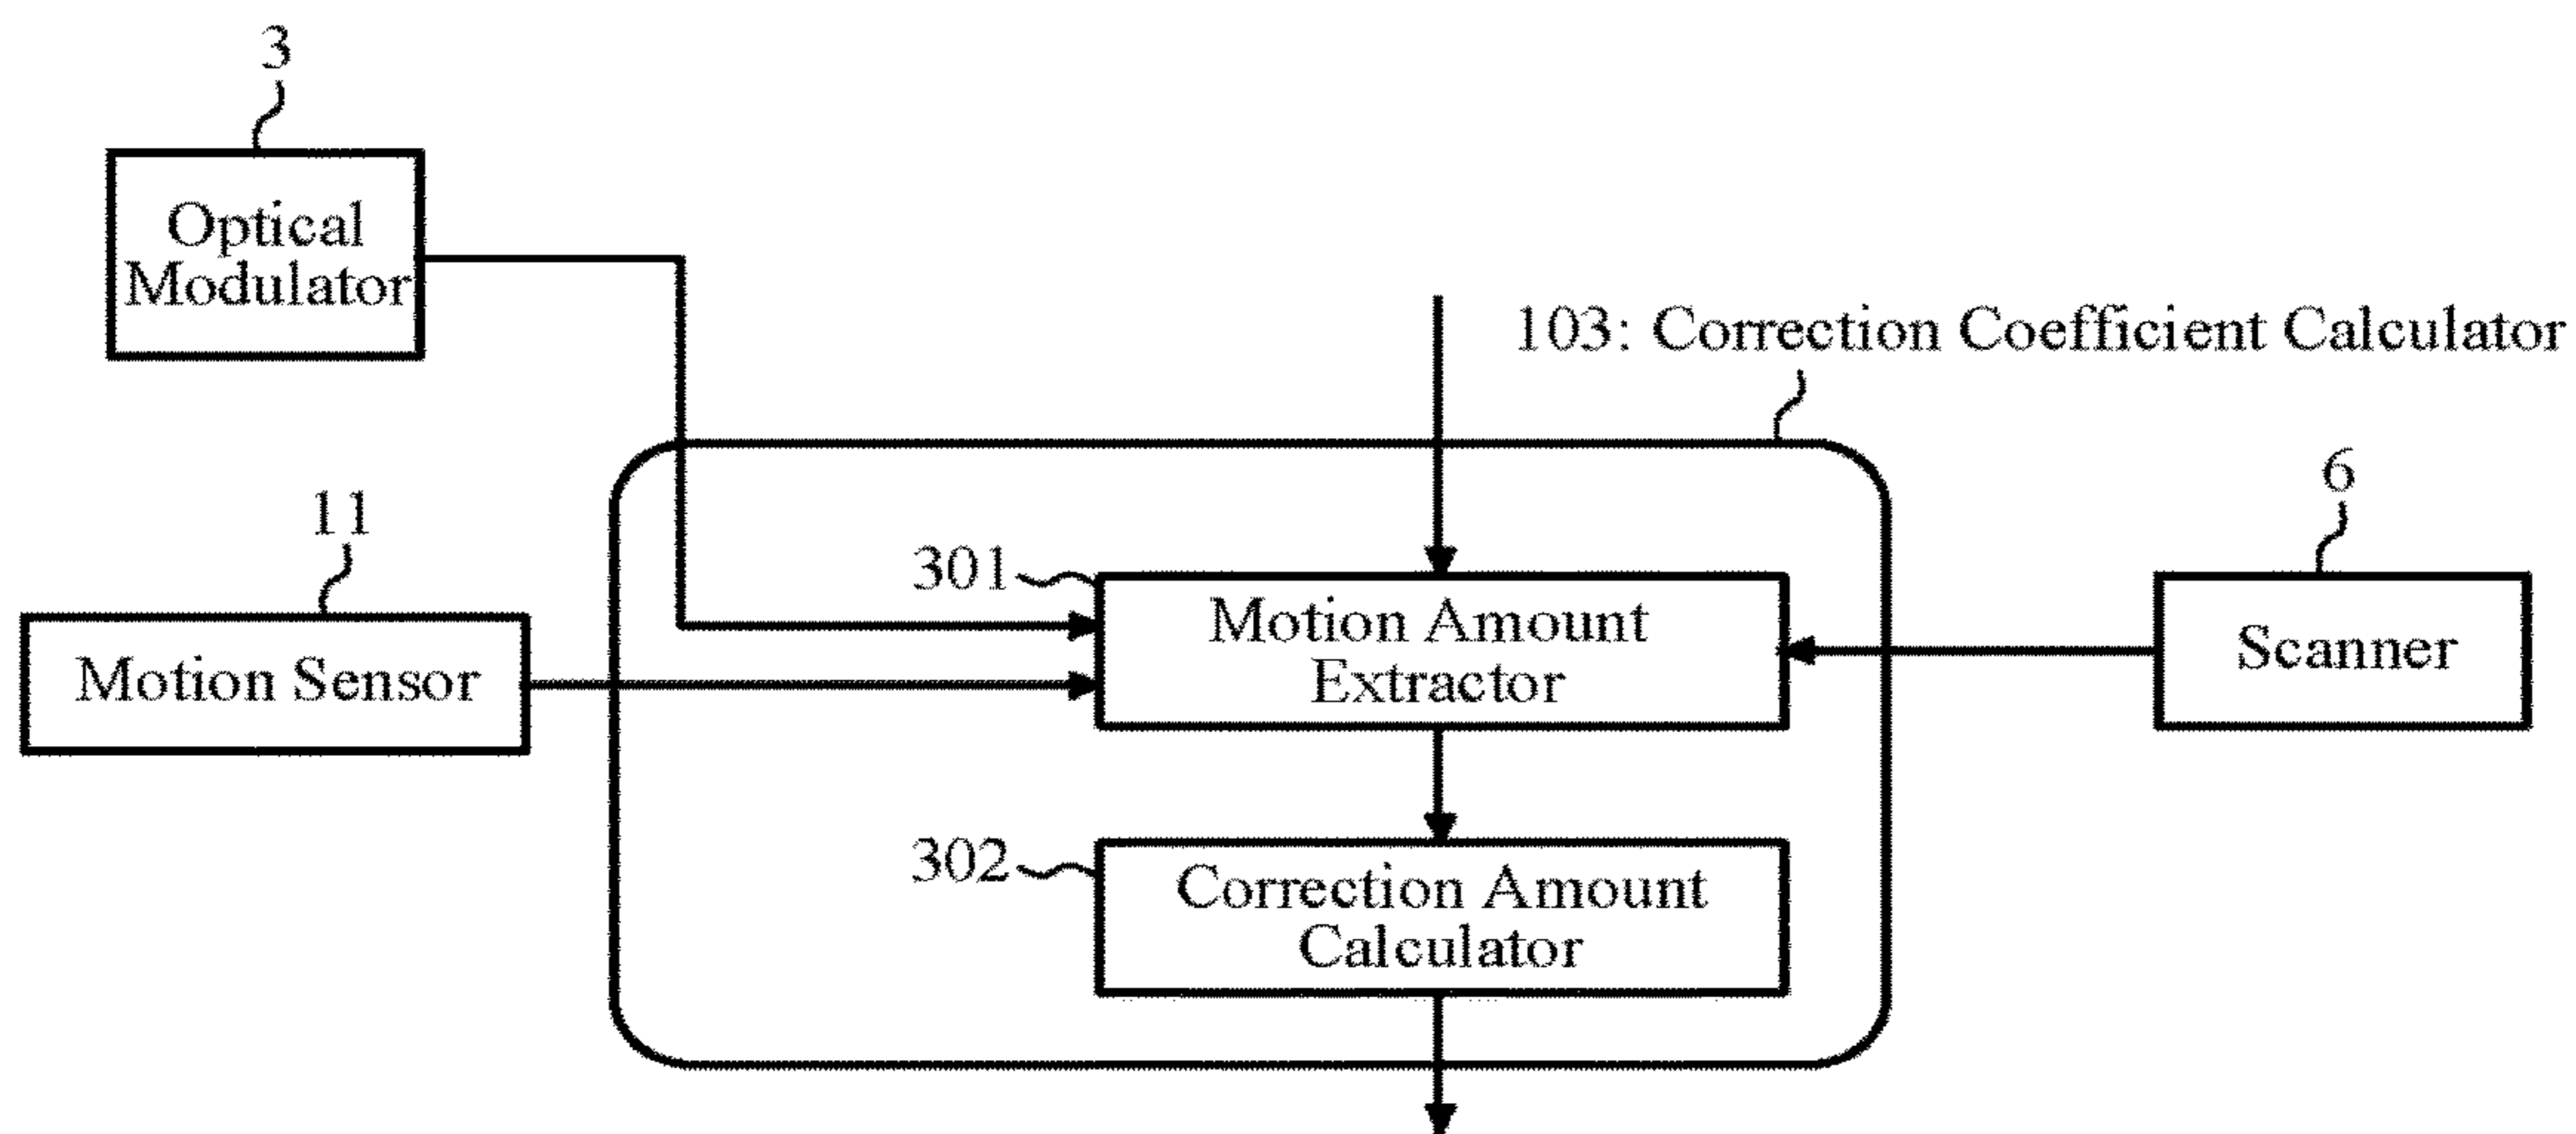 3
Optical
Modulator
103: Correction Coefficient Calculator
11
Motion Sensor
301
Motion Amount
Extractor
6
Scanner
302
Correction Amount
Calculator